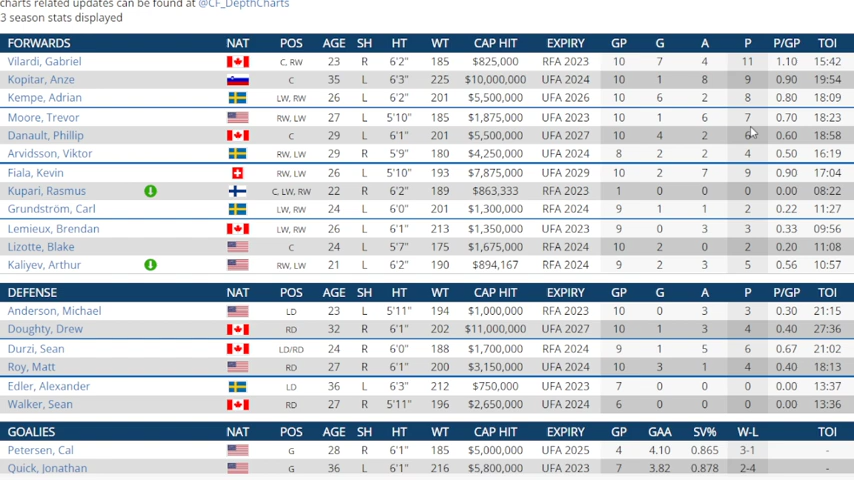 charts related updates can be found at @CF_DepthCharts
3 season stats displayed
FORWARDS NAT POS AGE SH HT WT CAP HIT EXPIRY GP G A P P/GP TOI
Vilardi, Gabriel C, RW 23 R 6'2" 185 $825,000 RFA 2023 10 7 4 11 1.10 15:42
Kopitar, Anze C 35 L 6'3" 225 $10,000,000 UFA 2024 10 1 8 9 0.90 19:54
Kempe, Adrian LW, RW 26 L 6'2" 201 $5,500,000 UFA 2026 10 6 2 8 0.80 18:09
Moore, Trevor RW, LW 27 L 5'10" 185 $1,875,000 UFA 2023 10 1 6 7 0.70 18:23
Danault, Phillip C 29 L 6'1" 201 $5,500,000 UFA 2027 10 4 2 6 0.60 18:58
Arvidsson, Viktor RW, LW 29 R 5'9" 180 $4,250,000 UFA 2024 8 2 2 4 0.50 16:19
Fiala, Kevin RW, LW 26 L 5'10" 193 $7,875,000 UFA 2029 10 2 7 9 0.90 17:04
Kupari, Rasmus C, LW, RW 22 R 6'2" 189 $863,333 RFA 2023 1 0 0 0 0.00 08:22
Grundström, Carl LW, RW 24 L 6'0" 201 $1,300,000 RFA 2024 9 1 1 2 0.22 11:27
Lemieux, Brendan LW, RW 26 L 6'1" 213 $1,350,000 UFA 2023 9 0 3 3 0.33 09:56
Lizotte, Blake C 24 L 5'7" 175 $1,675,000 RFA 2024 10 2 0 2 0.20 11:08
Kaliyev, Arthur RW, LW 21 L 6'2" 190 $894,167 RFA 2024 9 2 3 5 0.56 10:57
DEFENSE NAT POS AGE SH HT WT CAP HIT EXPIRY GP G A P P/GP TOI
Anderson, Michael LD 23 L 5'11" 194 $1,000,000 RFA 2023 10 0 3 3 0.30 21:15
Doughty, Drew RD 32 R 6'1" 202 $11,000,000 UFA 2027 10 1 3 4 0.40 27:36
Durzi, Sean LD/RD 24 R 6'0" 188 $1,700,000 RFA 2024 9 1 5 6 0.67 21:02
Roy, Matt RD 27 R 6'1" 200 $3,150,000 UFA 2024 10 3 1 4 0.40 18:13
Edler, Alexander LD 36 L 6'3" 212 $750,000 UFA 2023 7 0 0 0 0.00 13:37
Walker, Sean RD 27 R 5'11" 196 $2,650,000 UFA 2024 6 0 0 0 0.00 13:36
GOALIES NAT POS AGE SH HT WT CAP HIT EXPIRY GP GAA SV% W-L TOI
Petersen, Cal G 28 R 6'1" 185 $5,000,000 UFA 2025 4 4.10 0.865 3-1 -
Quick, Jonathan G 36 L 6'1" 216 $5,800,000 UFA 2023 7 3.82 0.878 2-4 -